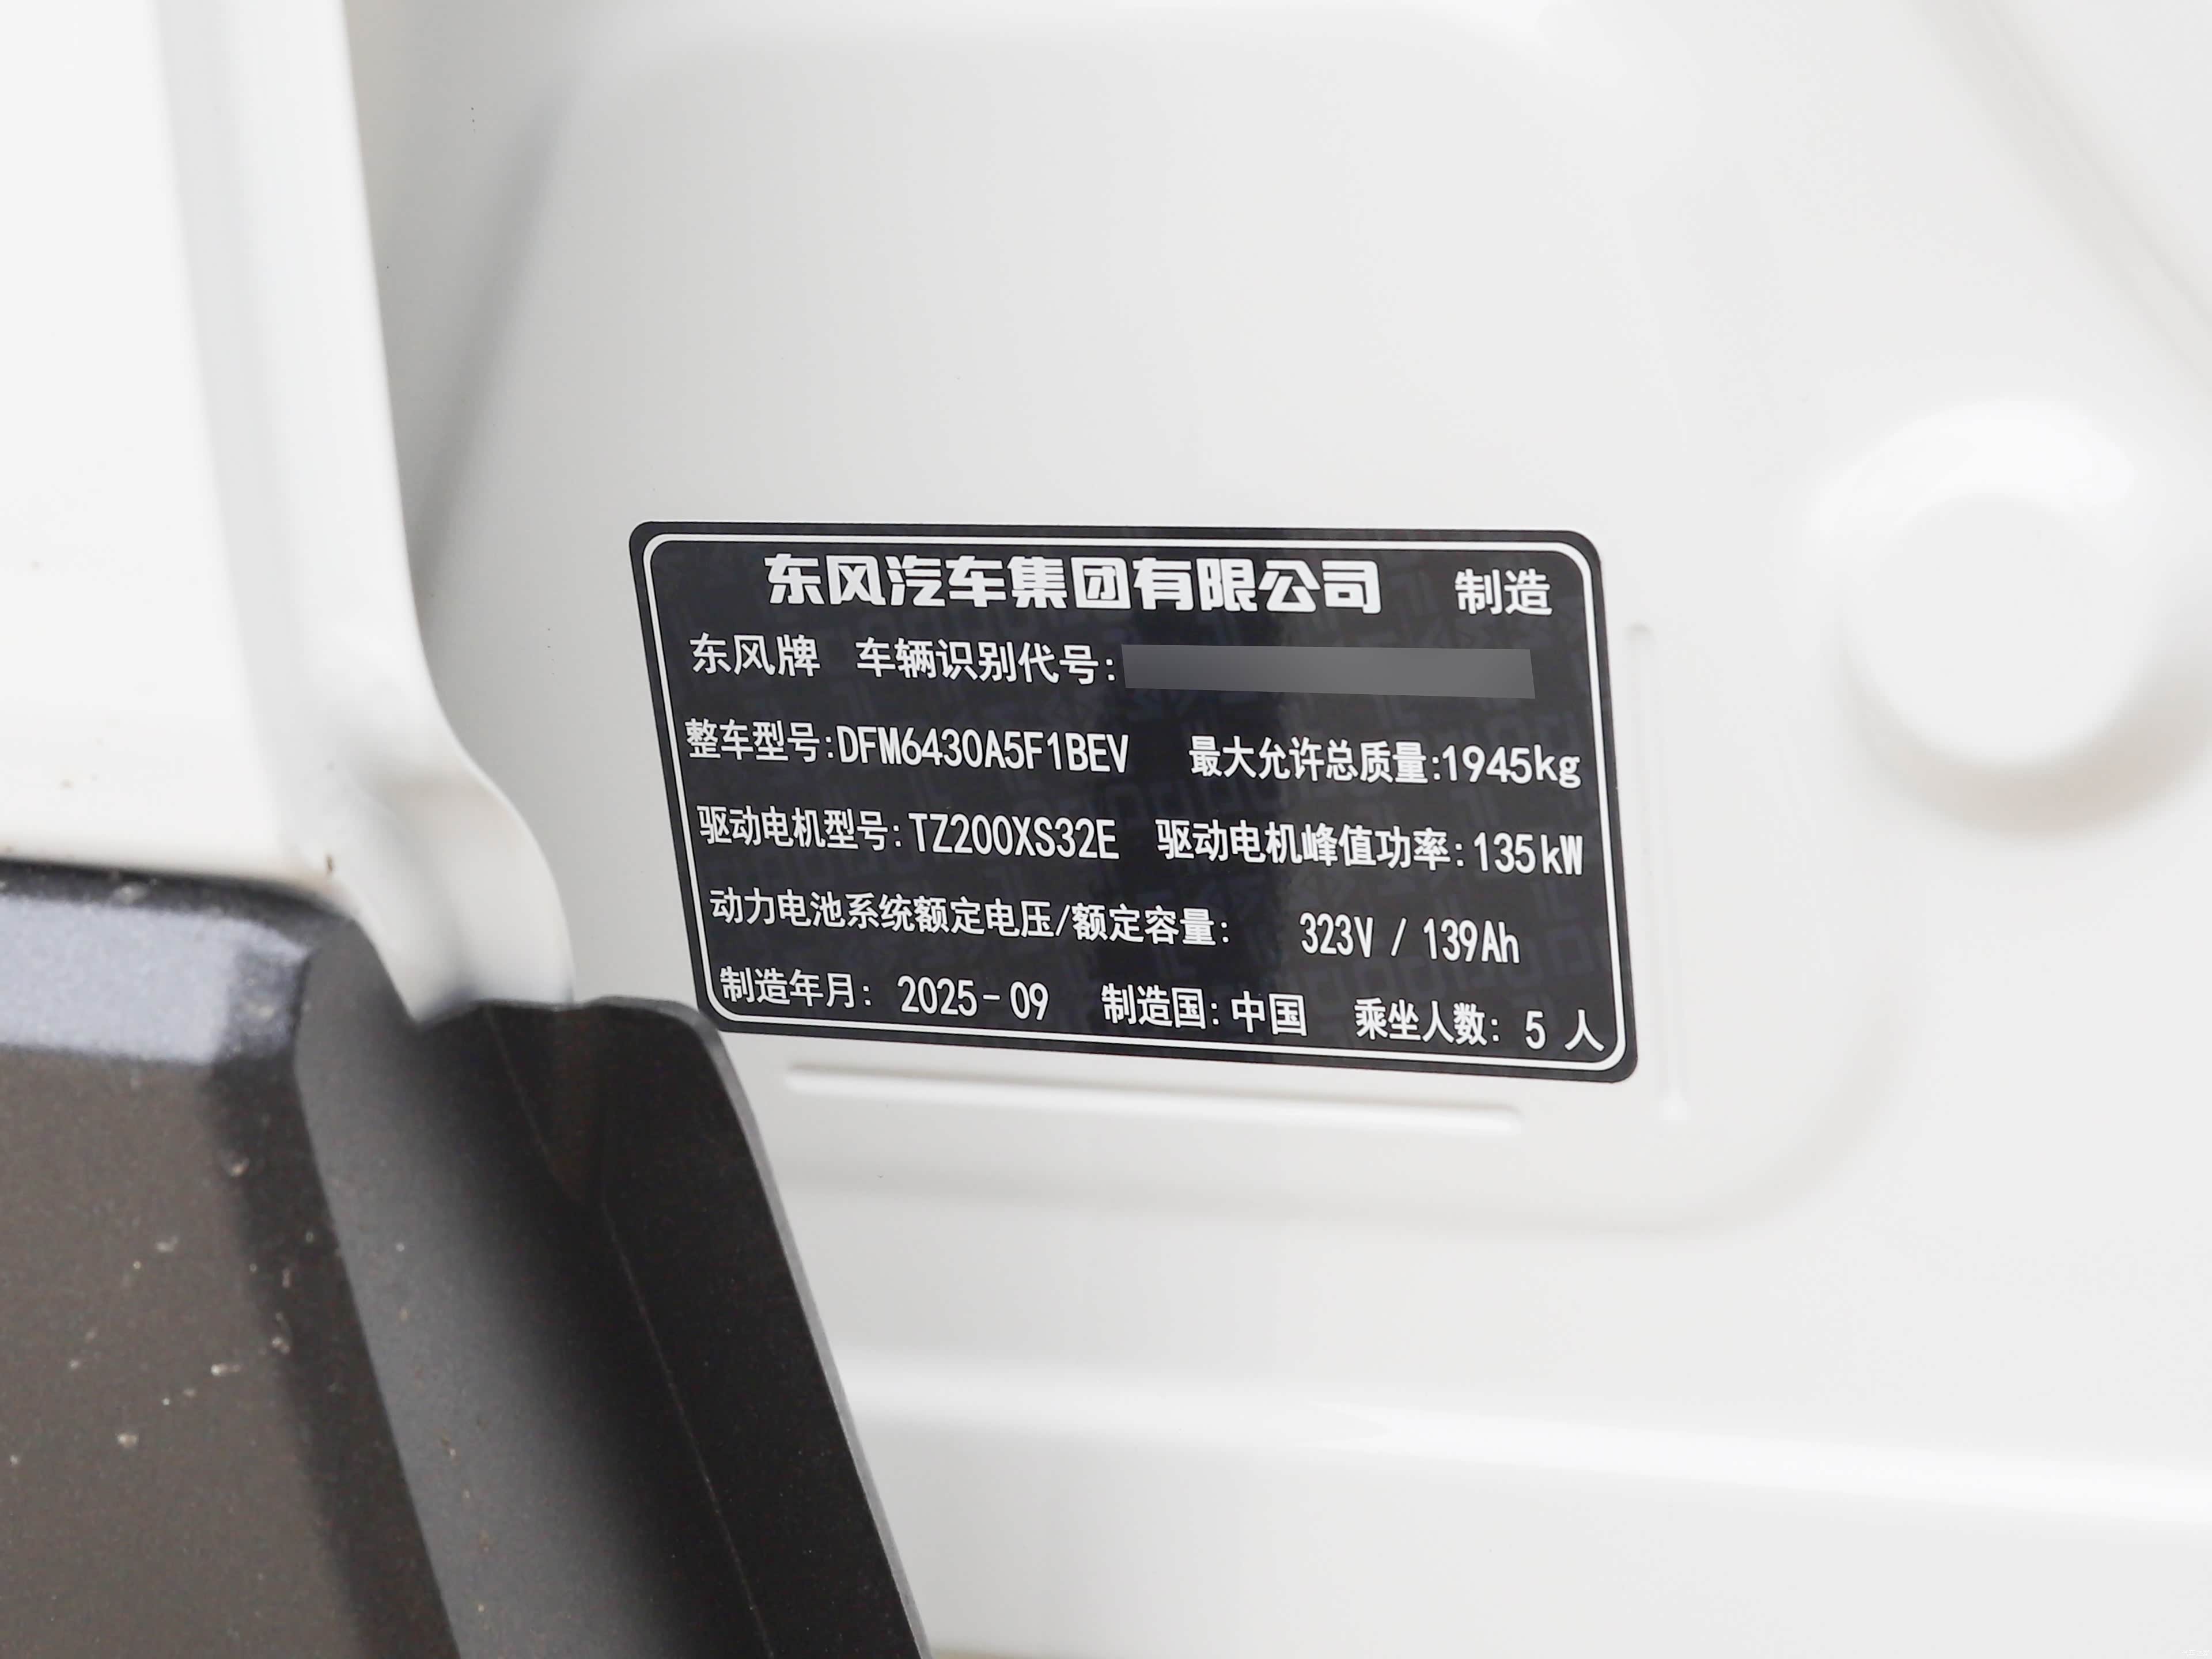 东风汽车集团有限公司 制造
东风牌 车辆识别代号:
整车型号:DFM6430A5F1BEV 最大允许总质量:1945kg
驱动电机型号:TZ200XS32E 驱动电机峰值功率:135kW
动力电池系统额定电压/额定容量: 323V / 139Ah
制造年月: 2025-09 制造国:中国 乘坐人数: 5 人